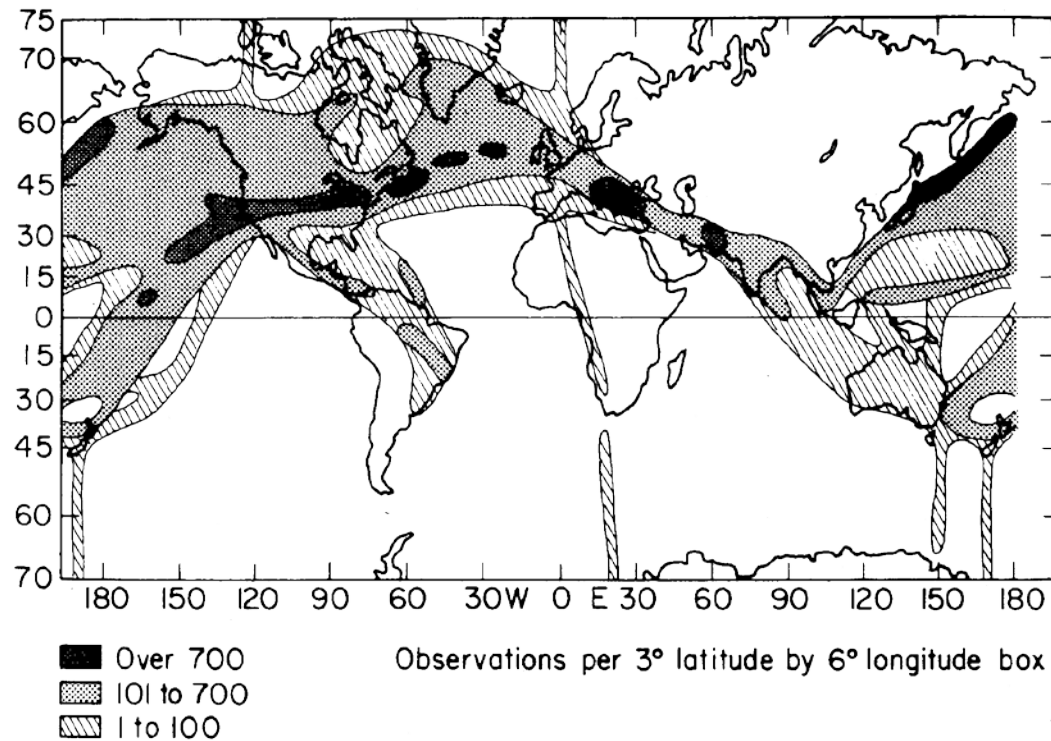 75
70
60
45
30
15
0
15
30
45
60
70
180 150 120 90 60 30W 0 E 30 60 90 120 150 180
Over 700
101 to 700
1 to 100
Observations per 3° latitude by 6° longitude box